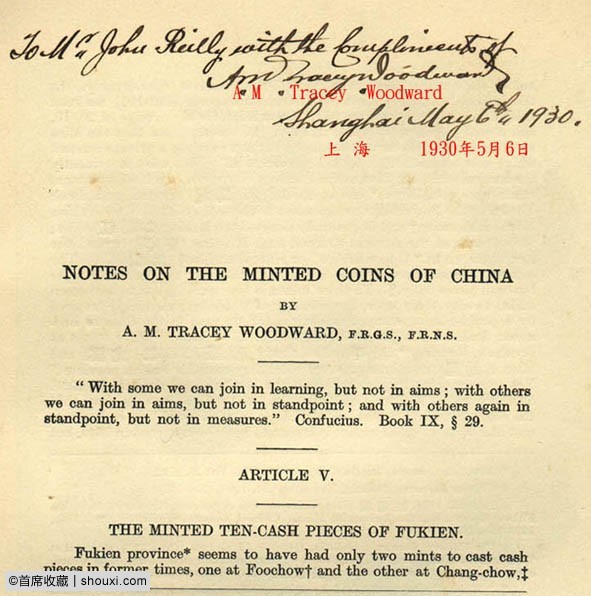 To Mr. John Reilly with the Compliments of
A M Tracey Woodward
A M Tracey Woodward
Shanghai May 6th, 1930.
上 海 1930年5月6日
NOTES ON THE MINTED COINS OF CHINA
BY
A. M. TRACEY WOODWARD, F.R.G.S., F.R.N.S.
“ With some we can join in learning, but not in aims ; with others
we can join in aims, but not in standpoint ; and with others again in
standpoint, but not in measures.” Confucius. Book IX, § 29.
ARTICLE V.
THE MINTED TEN-CASH PIECES OF FUKIEN.
Fukien province* seems to have had only two mints to cast cash
pieces in former times, one at Foochow† and the other at Chang-chow,‡
©首席收藏 | shouxi.com